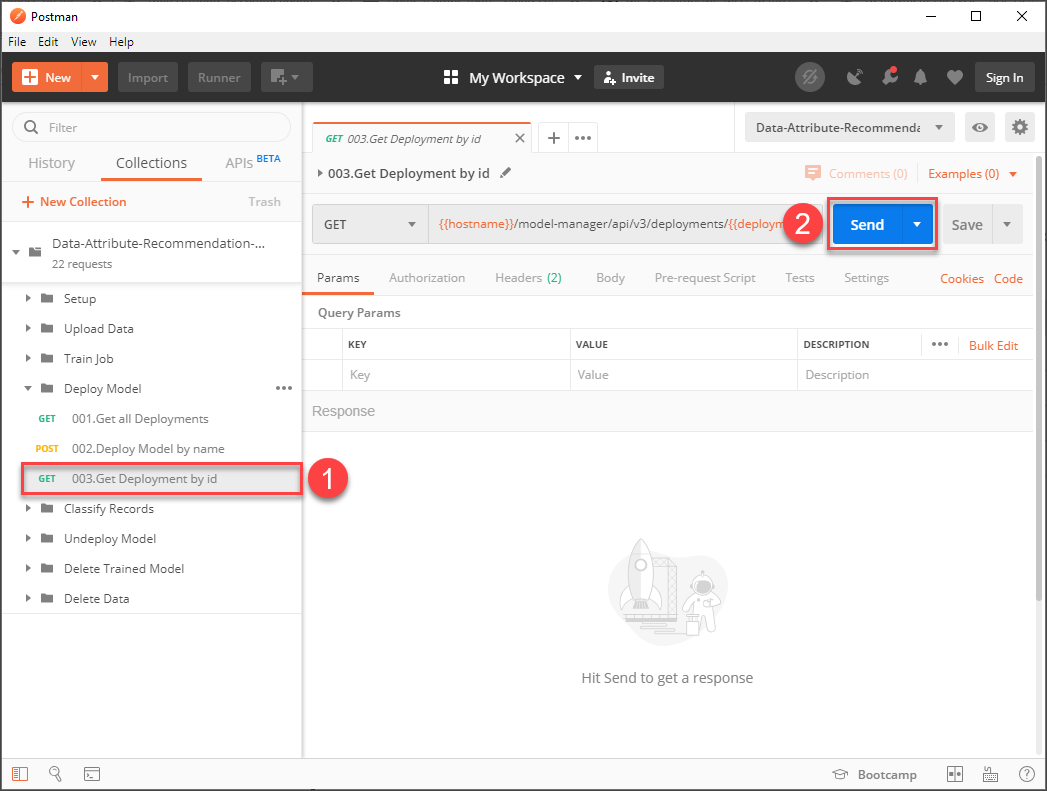 Postman
File Edit View Help
New Import Runner My Workspace Invite Sign In
Filter
History Collections APIs BETA
New Collection Trash
Data-Attribute-Recommendation-...
22 requests
Setup
Upload Data
Train Job
Deploy Model
GET 001.Get all Deployments
POST 002.Deploy Model by name
GET 003.Get Deployment by id
1
Classify Records
Undeploy Model
Delete Trained Model
Delete Data
GET 003.Get Deployment by id
Data-Attribute-Recommenda
003.Get Deployment by id Comments (0) Examples (0)
GET {{hostname}}/model-manager/api/v3/deployments/{{deploym 2 Send Save
Params Authorization Headers (2) Body Pre-request Script Tests Settings Cookies Code
Query Params
KEY VALUE DESCRIPTION ••• Bulk Edit
Key Value Description
Response
Hit Send to get a response
Bootcamp